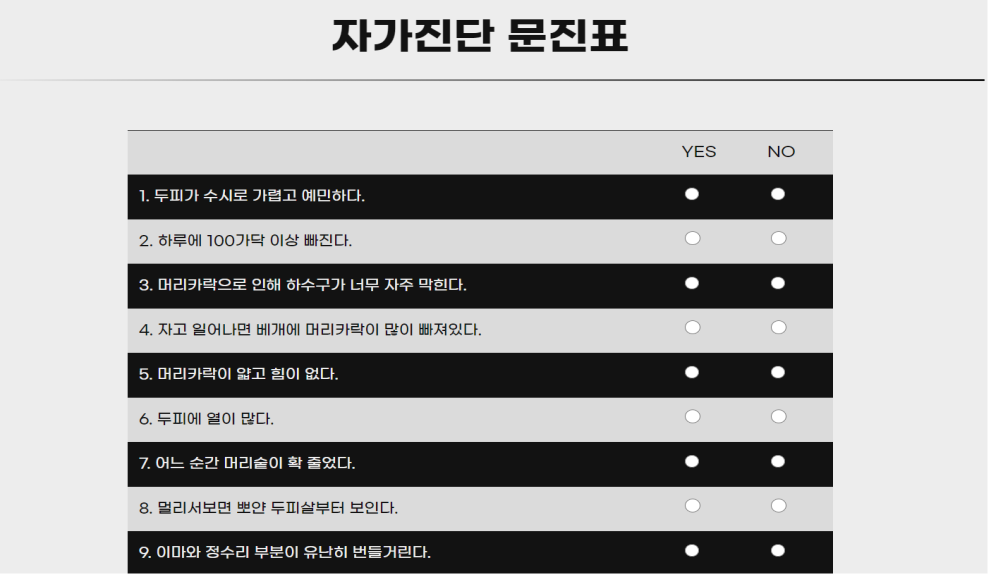 자가진단 문진표
YES NO
1. 두피가 수시로 가렵고 예민하다.
2. 하루에 100가닥 이상 빠진다.
3. 머리카락으로 인해 하수구가 너무 자주 막힌다.
4. 자고 일어나면 베개에 머리카락이 많이 빠져있다.
5. 머리카락이 얇고 힘이 없다.
6. 두피에 열이 많다.
7. 어느 순간 머리숱이 확 줄었다.
8. 멀리서보면 뽀얀 두피살부터 보인다.
9. 이마와 정수리 부분이 유난히 번들거린다.